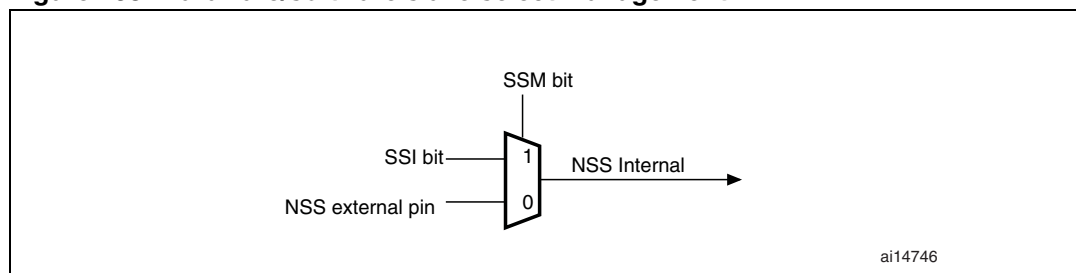 SSM bit
SSI bit
1
NSS Internal
NSS external pin
0
ai14746